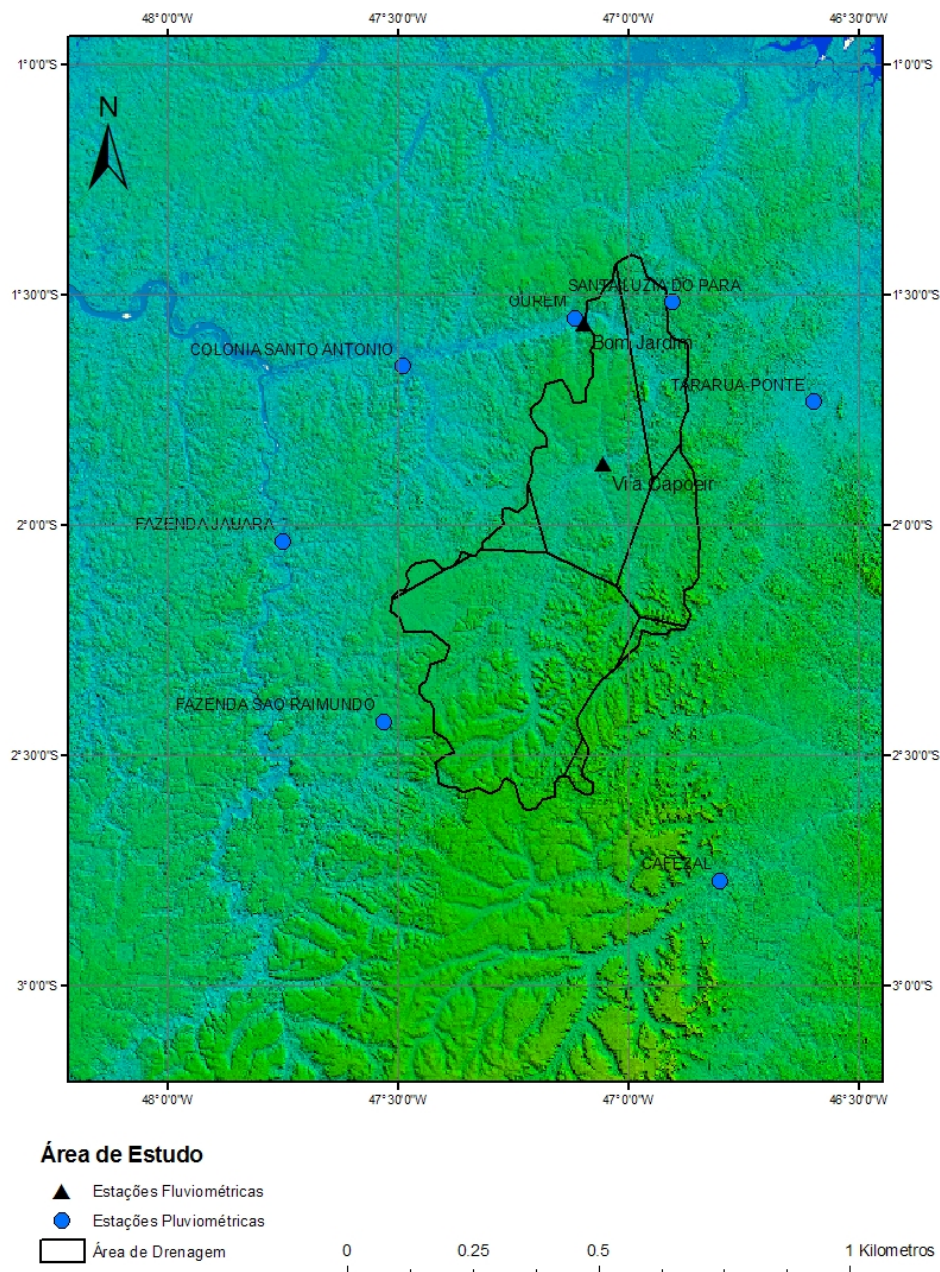 48°0'0"W 47°30'0"W 47°0'0"W 46°30'0"W
1°0'0"S 1°0'0"S
N
SANTA LUZIA DO PARA
1°30'0"S 1°30'0"S
OUREM
Bom Jardim
COLONIA SANTO ANTONIO
TARARUA-PONTE
Vila Capoeir
FAZENDA JAUARA
2°0'0"S 2°0'0"S
FAZENDA SAO RAIMUNDO
2°30'0"S 2°30'0"S
CAFEZAL
3°0'0"S 3°0'0"S
48°0'0"W 47°30'0"W 47°0'0"W 46°30'0"W
Área de Estudo
Estações Fluviométricas
Estações Pluviométricas
Área de Drenagem
0 0.25 0.5 1 Kilometros